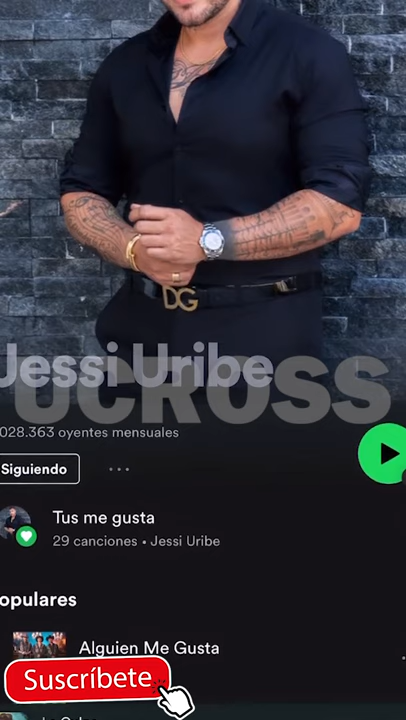 DG
Jessi Uribe
UCROSS
028.363 oyentes mensuales
Siguiendo
Tus me gusta
29 canciones • Jessi Uribe
opulares
Alguien Me Gusta
Suscríbete